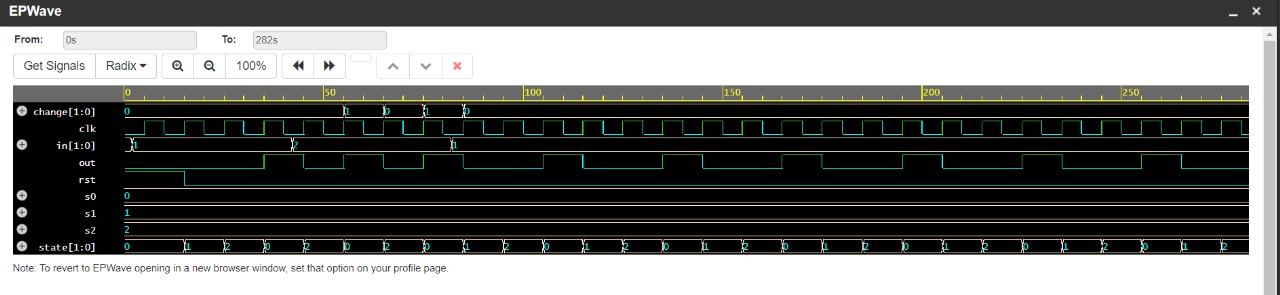 EPWave
From: 0s To: 282s
Get Signals Radix 100%
0 50 100 150 200 250
change[1:0] 0 1 0 1 0
clk
in[1:0] 1 2 1
out
rst
s0 0
s1 1
s2 2
state[1:0] 0 1 2 0 2 0 2 0 1 2 0 1 2 0 1 2 0 1 2 0 1 2 0 1 2 0 1 2
Note: To revert to EPWave opening in a new browser window, set that option on your profile page.